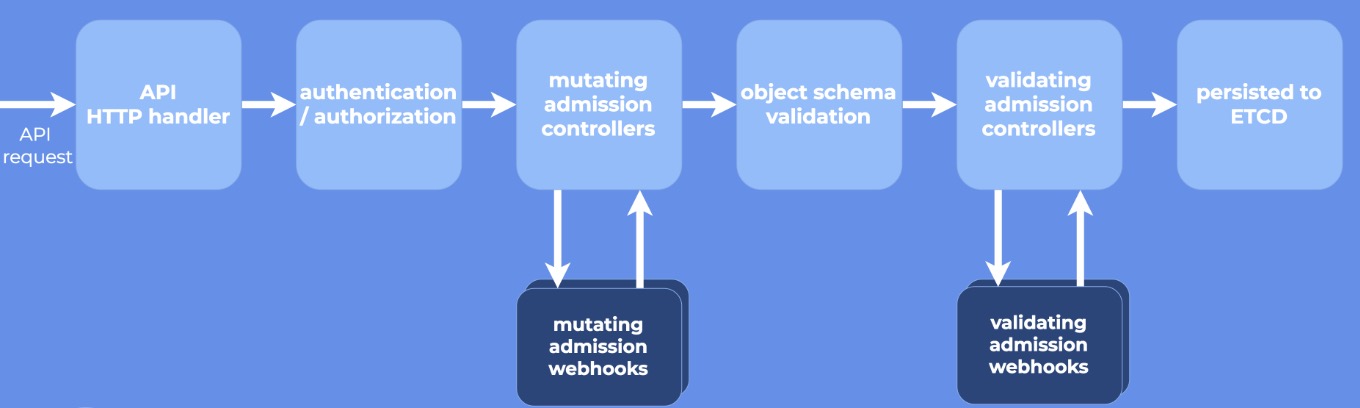 API
request
API
HTTP handler
authentication
/ authorization
mutating
admission
controllers
object schema
validation
validating
admission
controllers
persisted to
ETCD
mutating
admission
webhooks
validating
admission
webhooks